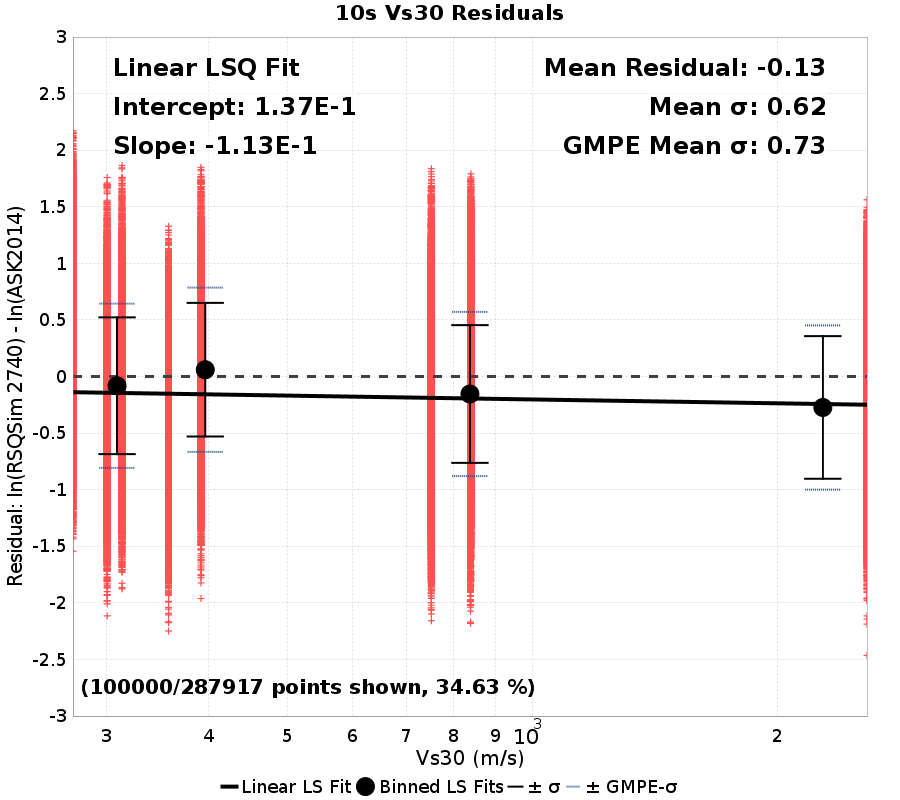 10s Vs30 Residuals
Linear LSQ Fit
Intercept: 1.37E-1
Slope: -1.13E-1
Mean Residual: -0.13
Mean σ: 0.62
GMPE Mean σ: 0.73
Residual: ln(RSQSim 2740) - ln(ASK2014)
3
2.5
2
1.5
1
0.5
0
-0.5
-1
-1.5
-2
-2.5
-3
(100000/287917 points shown, 34.63 %)
3 4 5 6 7 8 9 10³ 2
Vs30 (m/s)
Linear LS Fit Binned LS Fits ± σ ± GMPE-σ